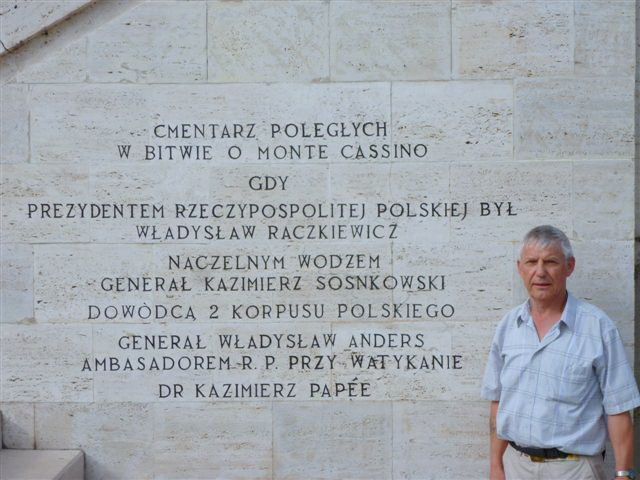 CMENTARZ POLEGŁYCH
W BITWIE O MONTE CASSINO
GDY
PREZYDENTEM RZECZYPOSPOLITEJ POLSKIEJ BYŁ
WŁADYSŁAW RACZKIEWICZ
NACZELNYM WODZEM
GENERAŁ KAZIMIERZ SOSNKOWSKI
DOWÒDCĄ 2 KORPUSU POLSKIEGO
GENERAŁ WŁADYSŁAW ANDERS
AMBASADOREM R. P. PRZY WATYKANIE
DR KAZIMIERZ PAPÉE